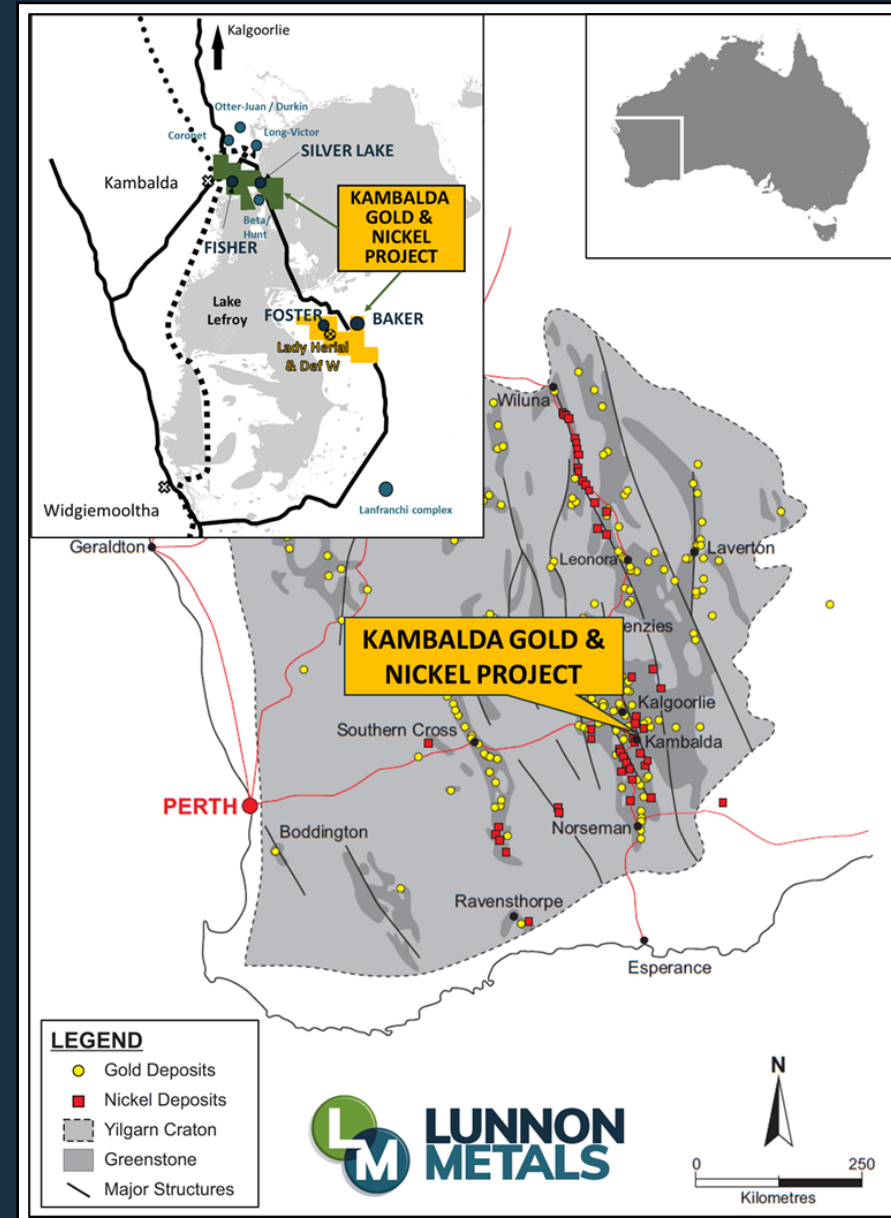 Kalgoorlie
Otter-Juan / Durkin
Coronet
Long-Victor
SILVER LAKE
Kambalda
Beta/
Hunt
FISHER
KAMBALDA
GOLD &
NICKEL
PROJECT
Lake
Lefroy
FOSTER
BAKER
Lady Herial
& Def W
Widgiemooltha
Lanfranchi complex
Wiluna
Geraldton
Leonora
Laverton
enzies
KAMBALDA GOLD &
NICKEL PROJECT
Kalgoorlie
Southern Cross
Kambalda
PERTH
Boddington
Norseman
Ravensthorpe
Esperance
LEGEND
Gold Deposits
Nickel Deposits
Yilgarn Craton
Greenstone
Major Structures
L
M
LUNNON
METALS
N
0
250
Kilometres